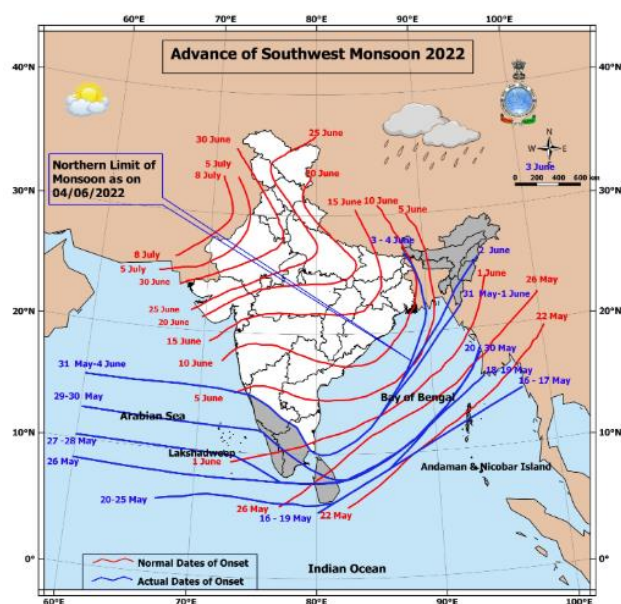 60°E
70°E
80°E
90°E
100°E
Advance of Southwest Monsoon 2022
40°N
40°N
N
W
E
S
3 June
0 200 400 600 km
Northern Limit of
Monsoon as on
04/06/2022
30 June
25 June
5 July
8 July
20 June
30°N
30°N
15 June
10 June
5 June
3 - 4 June
2 June
1 June
26 May
8 July
5 July
30 June
25 June
20 June
31 May-1 June
22 May
20°N
20°N
15 June
20 - 30 May
10 June
18-19 May
16 - 17 May
31 May-4 June
29-30 May
5 June
Bay of Bengal
Arabian Sea
27 -28 May
Lakshadweep
10°N
10°N
26 May
1 June
Andaman & Nicobar Island
20-25 May
26 May
16 - 19 May
22 May
0°
0°
Normal Dates of Onset
Actual Dates of Onset
Indian Ocean
60°E
70°E
80°E
90°E
100°E